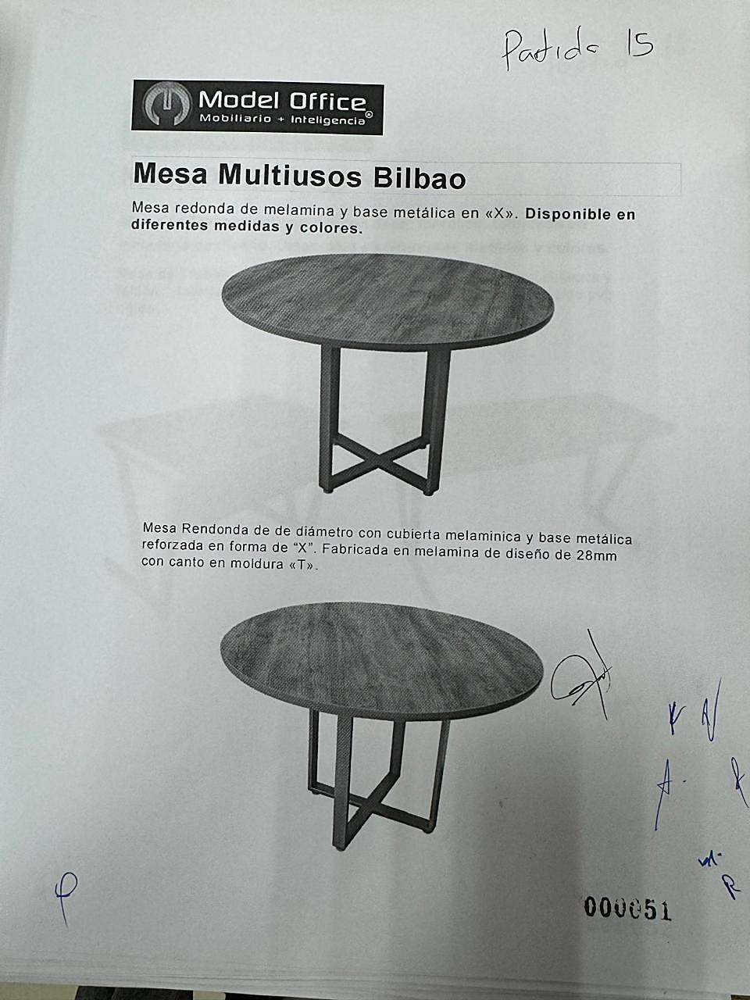 Partida 15
Model Office®
Mobiliario + Inteligencia
Mesa Multiusos Bilbao
Mesa redonda de melamina y base metálica en «X». Disponible en
diferentes medidas y colores.
Mesa Rendonda de de diámetro con cubierta melaminica y base metálica
reforzada en forma de “X”. Fabricada en melamina de diseño de 28mm
con canto en moldura «T».
000051